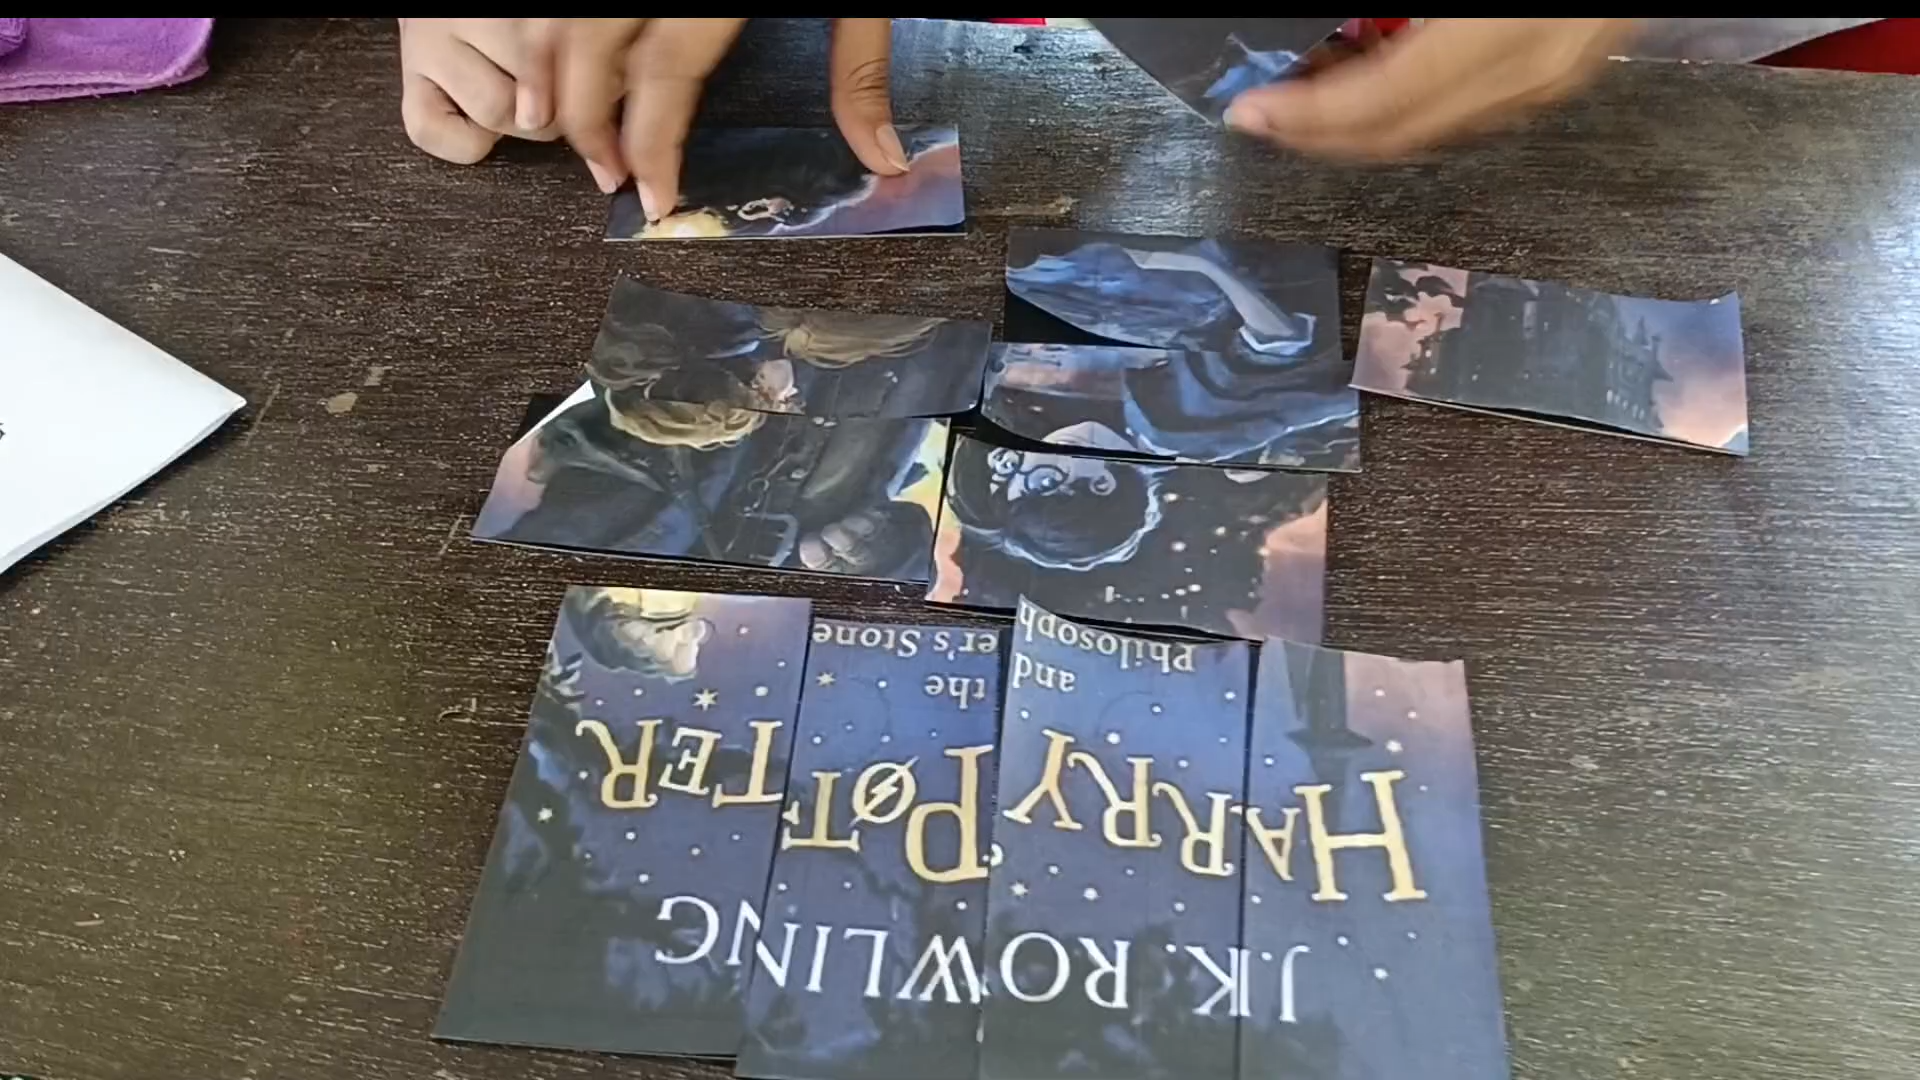 J.K. ROWLING
HARRY POTTER
and the
Philosopher's Stone